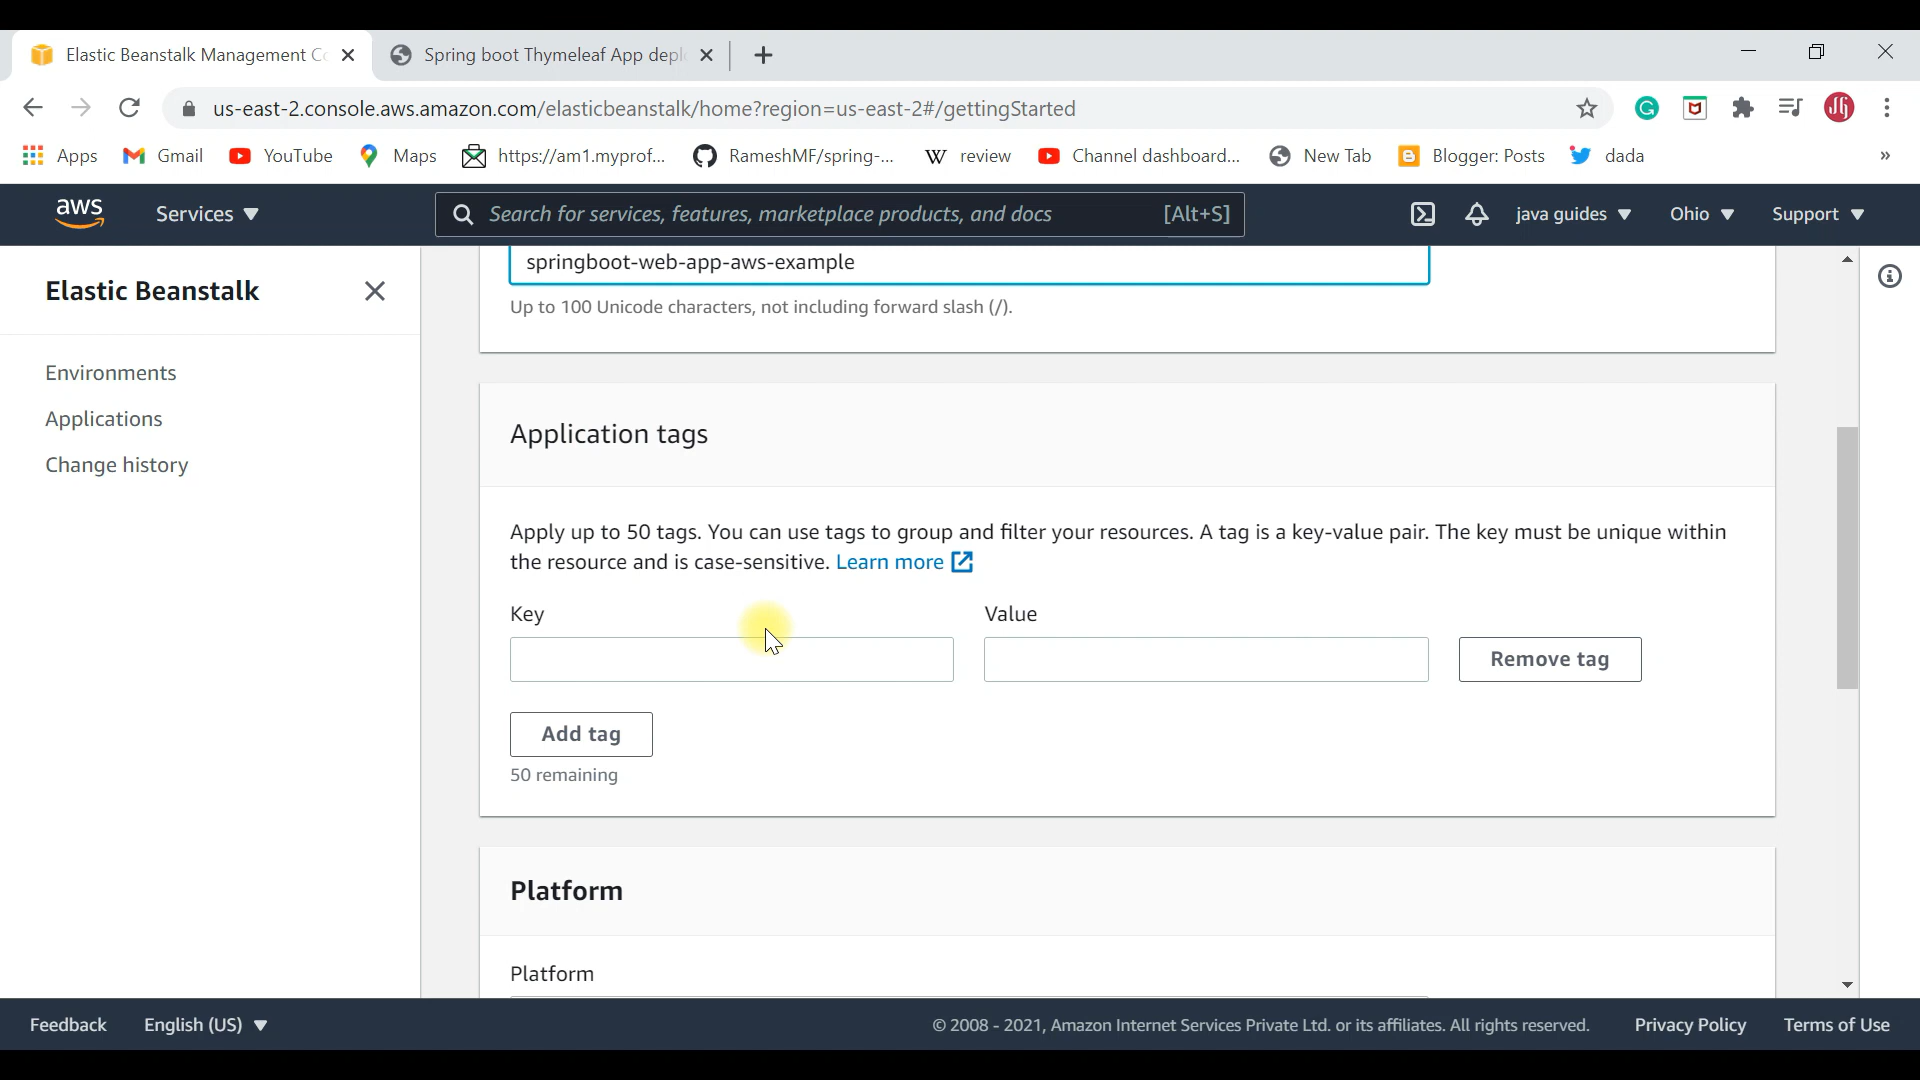 Elastic Beanstalk Management Co
Spring boot Thymeleaf App depl
us-east-2.console.aws.amazon.com/elasticbeanstalk/home?region=us-east-2#/gettingStarted
Apps
Gmail
YouTube
Maps
https://am1.myprof...
RameshMF/spring-...
W review
Channel dashboard...
New Tab
Blogger: Posts
dada
»
aws
Services
Search for services, features, marketplace products, and docs [Alt+S]
java guides
Ohio
Support
Elastic Beanstalk
Environments
Applications
Change history
springboot-web-app-aws-example
Up to 100 Unicode characters, not including forward slash (/).
Application tags
Apply up to 50 tags. You can use tags to group and filter your resources. A tag is a key-value pair. The key must be unique within
the resource and is case-sensitive. Learn more
Key
Value
Remove tag
Add tag
50 remaining
Platform
Platform
Feedback
English (US)
© 2008 - 2021, Amazon Internet Services Private Ltd. or its affiliates. All rights reserved.
Privacy Policy
Terms of Use